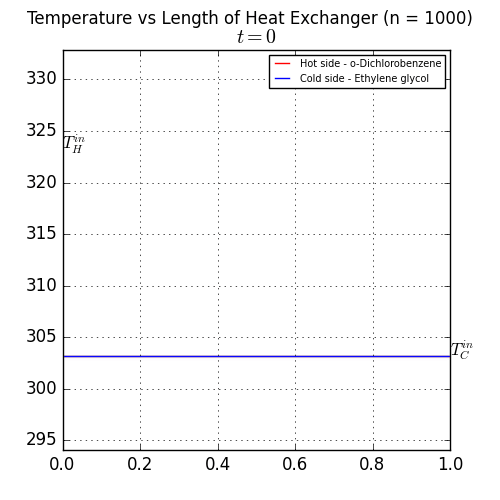 Temperature vs Length of Heat Exchanger (n = 1000)
t = 0
Hot side - o-Dichlorobenzene
Cold side - Ethylene glycol
330
325
T_H^{in}
320
315
310
305
T_C^{in}
300
295
0.0 0.2 0.4 0.6 0.8 1.0